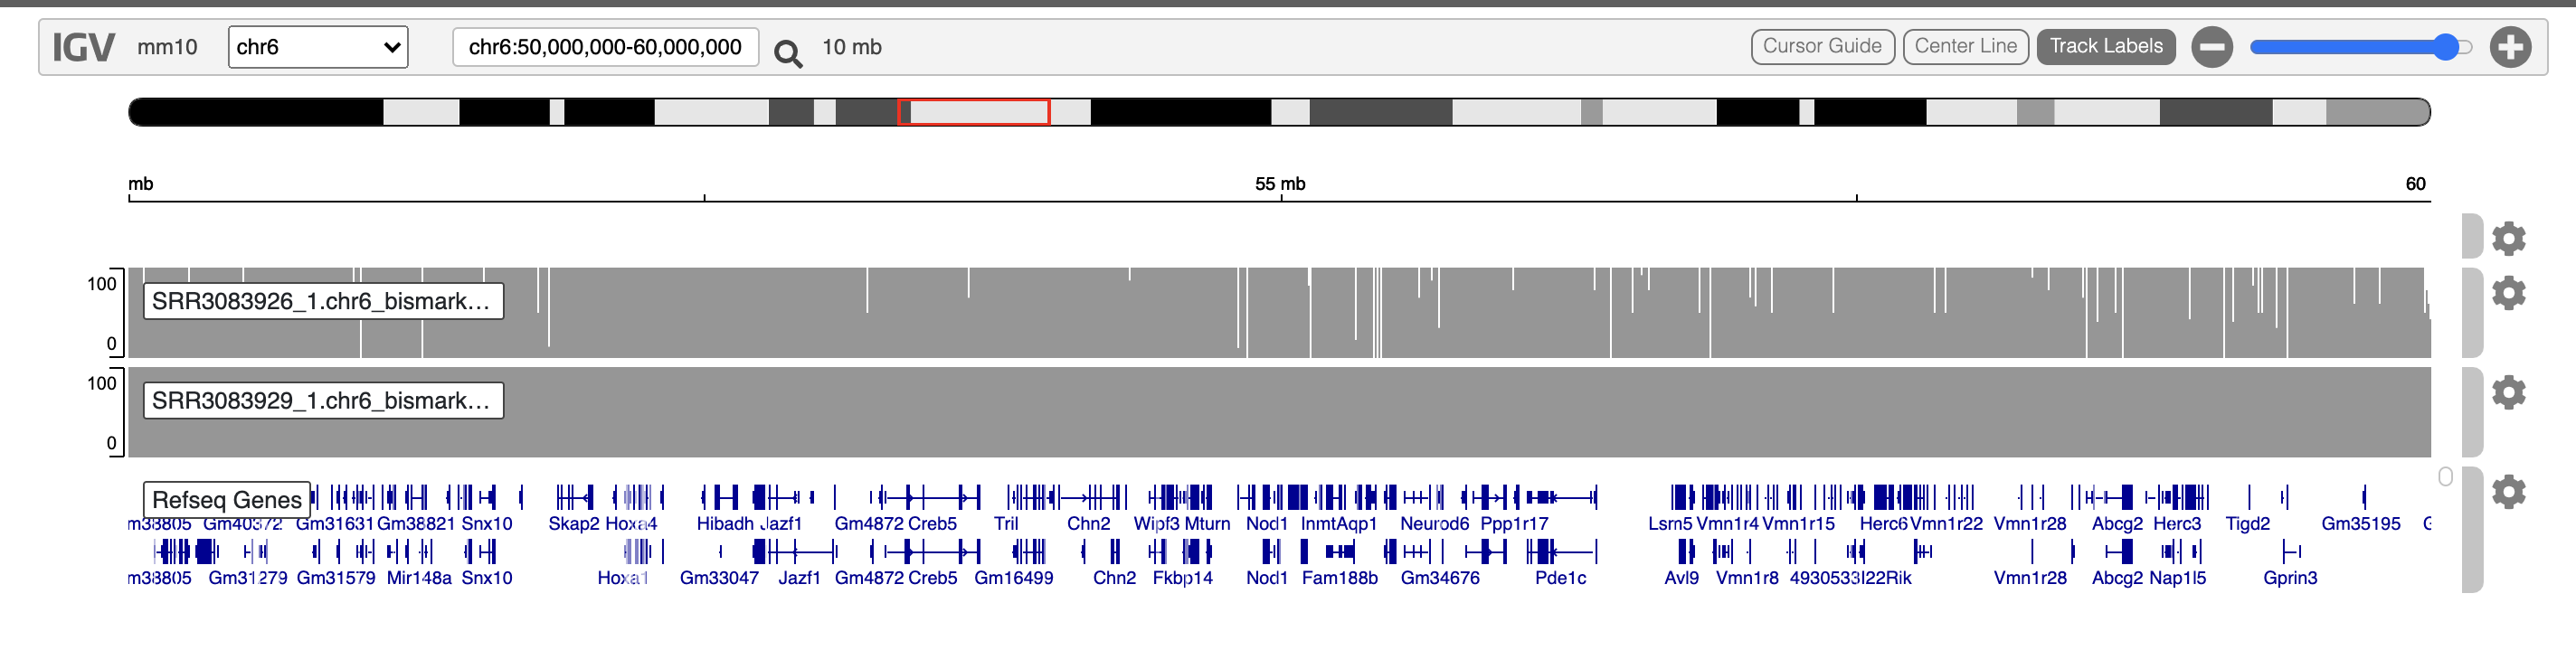 IGV mm10 chr6 chr6:50,000,000-60,000,000 10 mb Cursor Guide Center Line Track Labels
mb 55 mb 60
100
SRR3083926_1.chr6_bismark...
0
100
SRR3083929_1.chr6_bismark...
0
Refseq Genes
m33805 Gm40372 Gm31631 Gm38821 Snx10 Skap2 Hoxa4 Hibadh Jazf1 Gm4872 Creb5 Tril Chn2 Wipf3 Mturn Nod1 Inmt Aqp1 Neurod6 Ppp1r17 Lsm5 Vmn1r4 Vmn1r15 Herc6 Vmn1r22 Vmn1r28 Abcg2 Herc3 Tigd2 Gm35195
m33805 Gm31279 Gm31579 Mir148a Snx10 Hoxa1 Gm33047 Jazf1 Gm4872 Creb5 Gm16499 Chn2 Fkbp14 Nod1 Fam188b Gm34676 Pde1c Avl9 Vmn1r8 4930533I22Rik Vmn1r28 Abcg2 Nap1l5 Gprin3